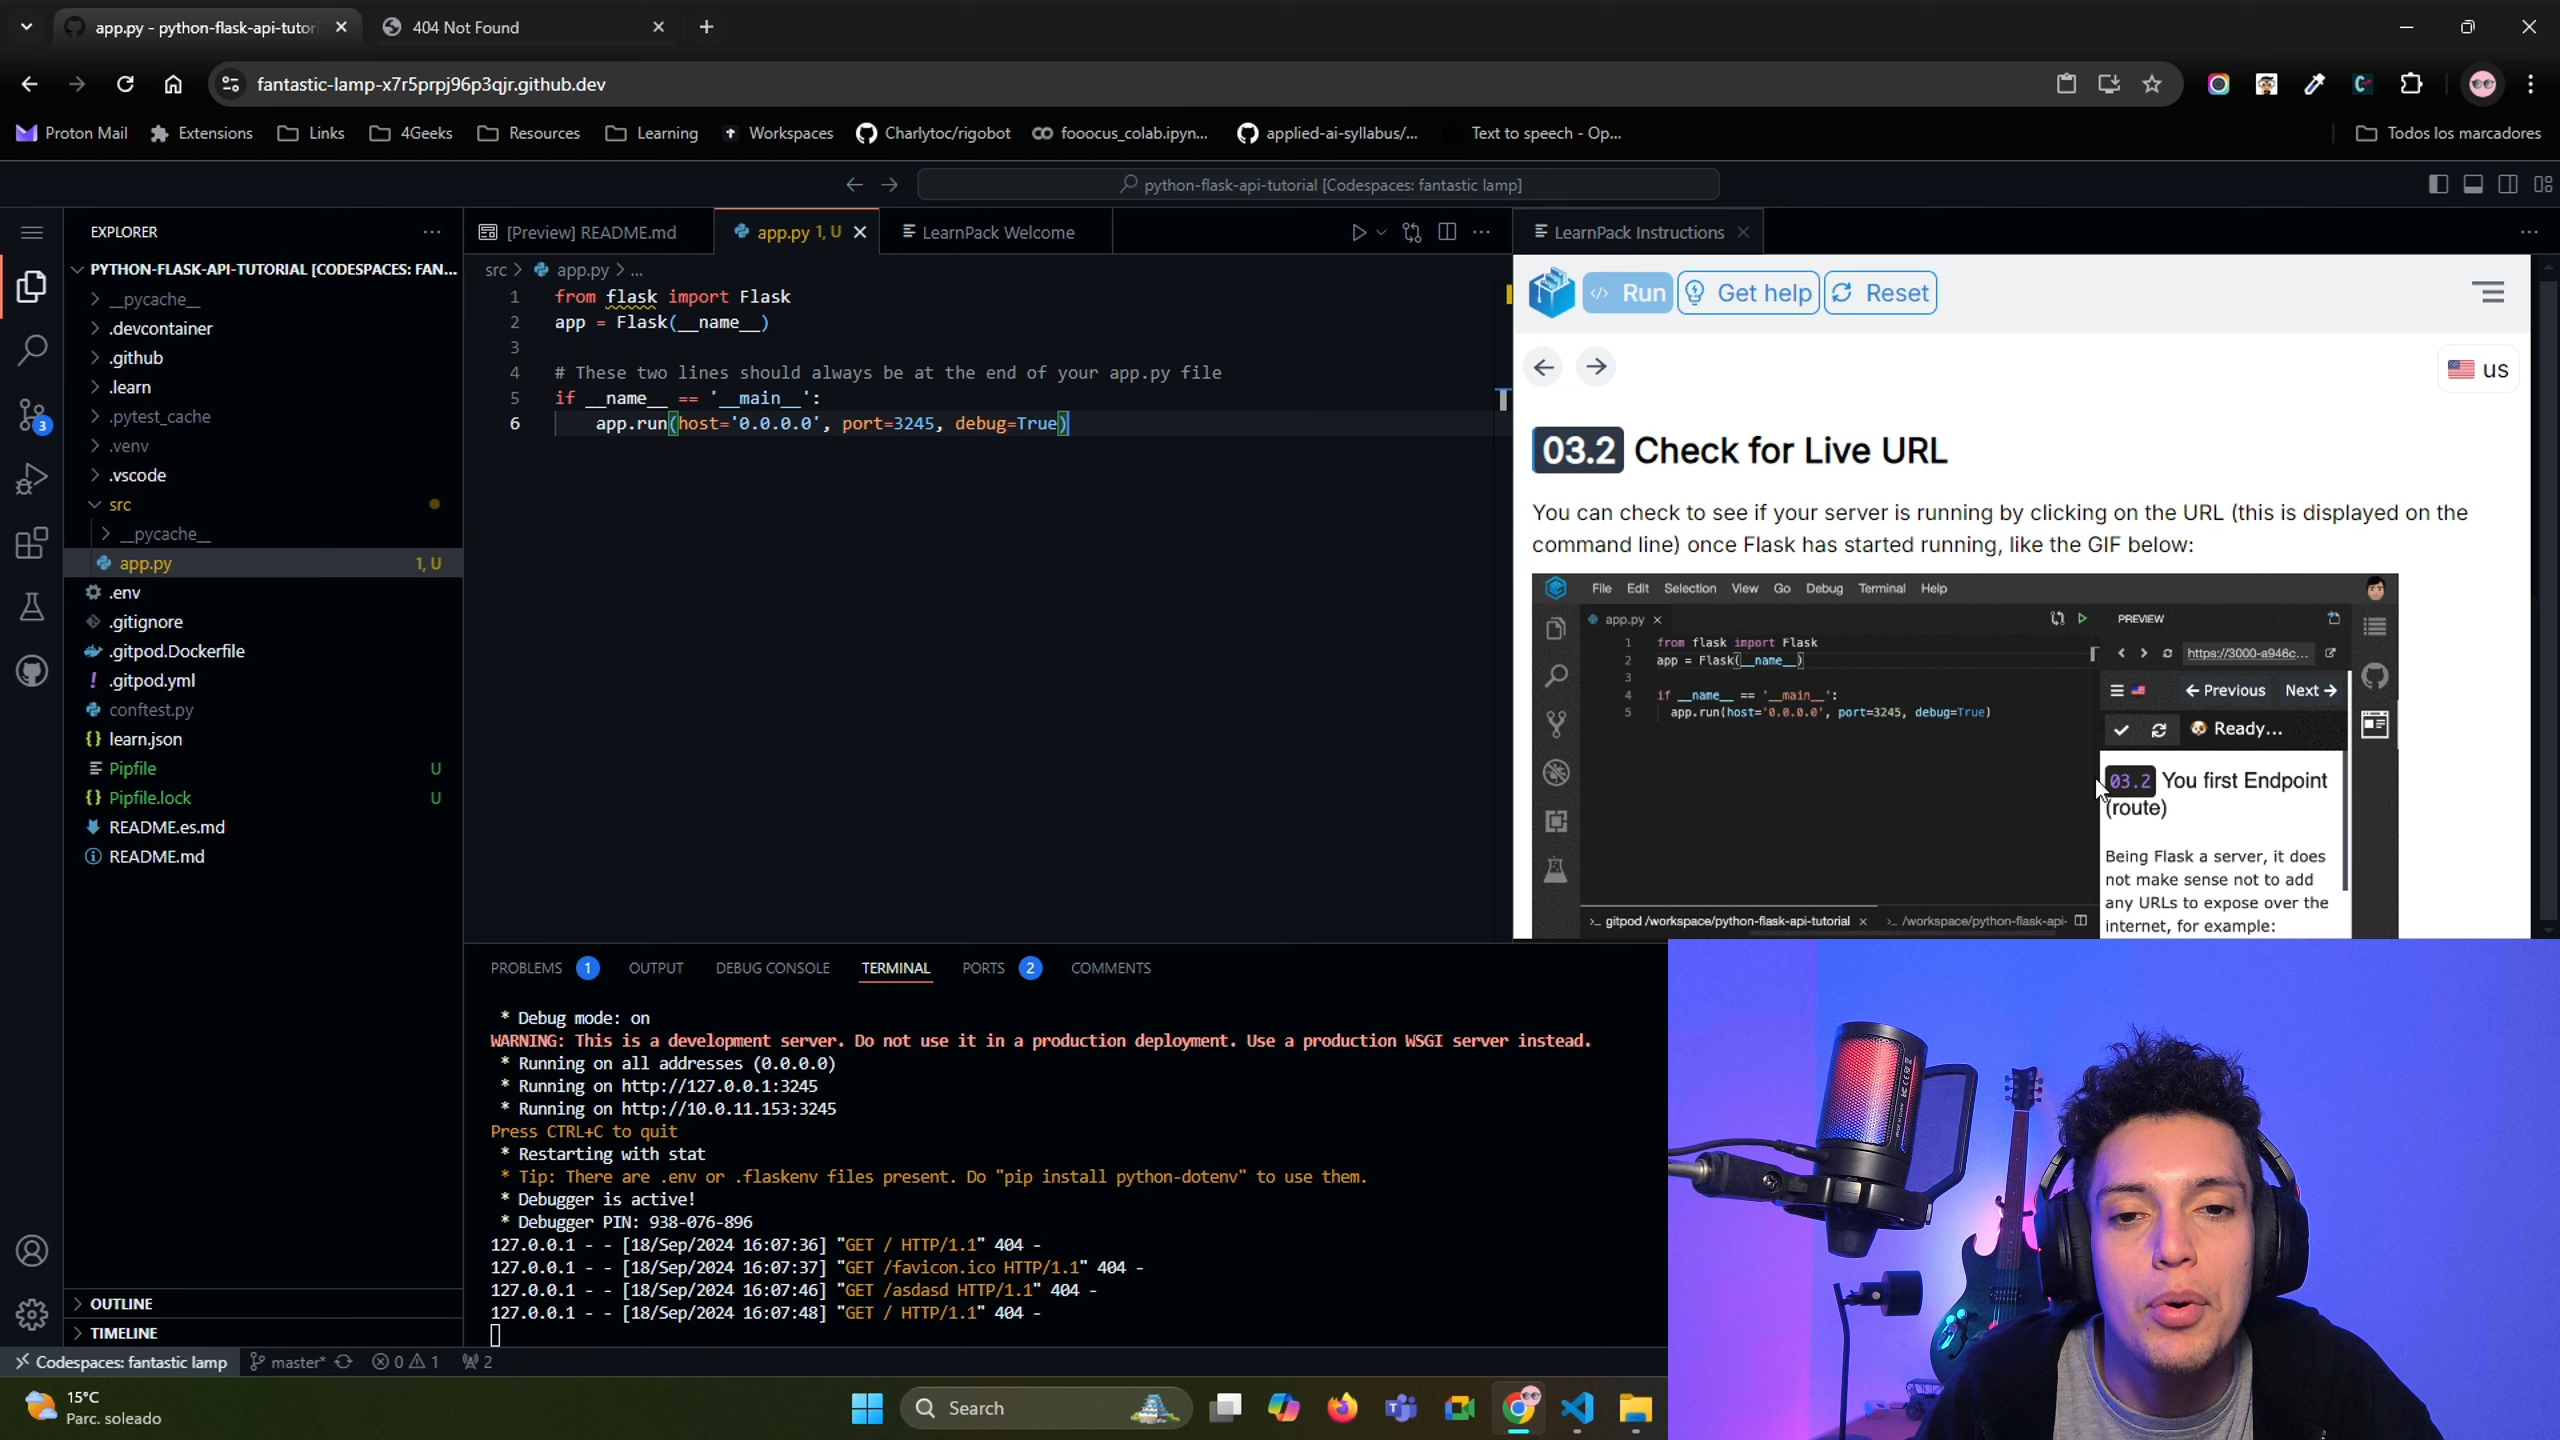 app.py - python-flask-api-tutori
404 Not Found
fantastic-lamp-x7r5prpj96p3qjr.github.dev
Proton Mail
Extensions
Links
4Geeks
Resources
Learning
Workspaces
Charlytoc/rigobot
fooocus_colab.ipyn...
applied-ai-syllabus/...
Text to speech - Op...
Todos los marcadores
python-flask-api-tutorial [Codespaces: fantastic lamp]
EXPLORER
PYTHON-FLASK-API-TUTORIAL [CODESPACES: FAN...
__pycache__
.devcontainer
.github
.learn
.pytest_cache
.venv
.vscode
src
__pycache__
app.py 1, U
.env
.gitignore
.gitpod.Dockerfile
.gitpod.yml
conftest.py
learn.json
Pipfile U
Pipfile.lock U
README.es.md
README.md
OUTLINE
TIMELINE
3
[Preview] README.md
app.py 1, U
LearnPack Welcome
src > app.py > ...
1 from flask import Flask
2 app = Flask(__name__)
3
4 # These two lines should always be at the end of your app.py file
5 if __name__ == '__main__':
6 app.run(host='0.0.0.0', port=3245, debug=True)
LearnPack Instructions
Run
Get help
Reset
us
03.2 Check for Live URL
You can check to see if your server is running by clicking on the URL (this is displayed on the
command line) once Flask has started running, like the GIF below:
File Edit Selection View Go Debug Terminal Help
app.py
PREVIEW
1 from flask import Flask
2 app = Flask(__name__)
3
4 if __name__ == '__main__':
5 app.run(host='0.0.0.0', port=3245, debug=True)
https://3000-a946c...
Previous Next
Ready...
03.2 You first Endpoint
(route)
Being Flask a server, it does
not make sense not to add
any URLs to expose over the
internet, for example:
gitpod /workspace/python-flask-api-tutorial
/workspace/python-flask-api-
PROBLEMS 1 OUTPUT DEBUG CONSOLE TERMINAL PORTS 2 COMMENTS
* Debug mode: on
WARNING: This is a development server. Do not use it in a production deployment. Use a production WSGI server instead.
* Running on all addresses (0.0.0.0)
* Running on http://127.0.0.1:3245
* Running on http://10.0.11.153:3245
Press CTRL+C to quit
* Restarting with stat
* Tip: There are .env or .flaskenv files present. Do "pip install python-dotenv" to use them.
* Debugger is active!
* Debugger PIN: 938-076-896
127.0.0.1 - - [18/Sep/2024 16:07:36] "GET / HTTP/1.1" 404 -
127.0.0.1 - - [18/Sep/2024 16:07:37] "GET /favicon.ico HTTP/1.1" 404 -
127.0.0.1 - - [18/Sep/2024 16:07:46] "GET /asdasd HTTP/1.1" 404 -
127.0.0.1 - - [18/Sep/2024 16:07:48] "GET / HTTP/1.1" 404 -
Codespaces: fantastic lamp
master*
0 1
2
15°C
Parc. soleado
Search